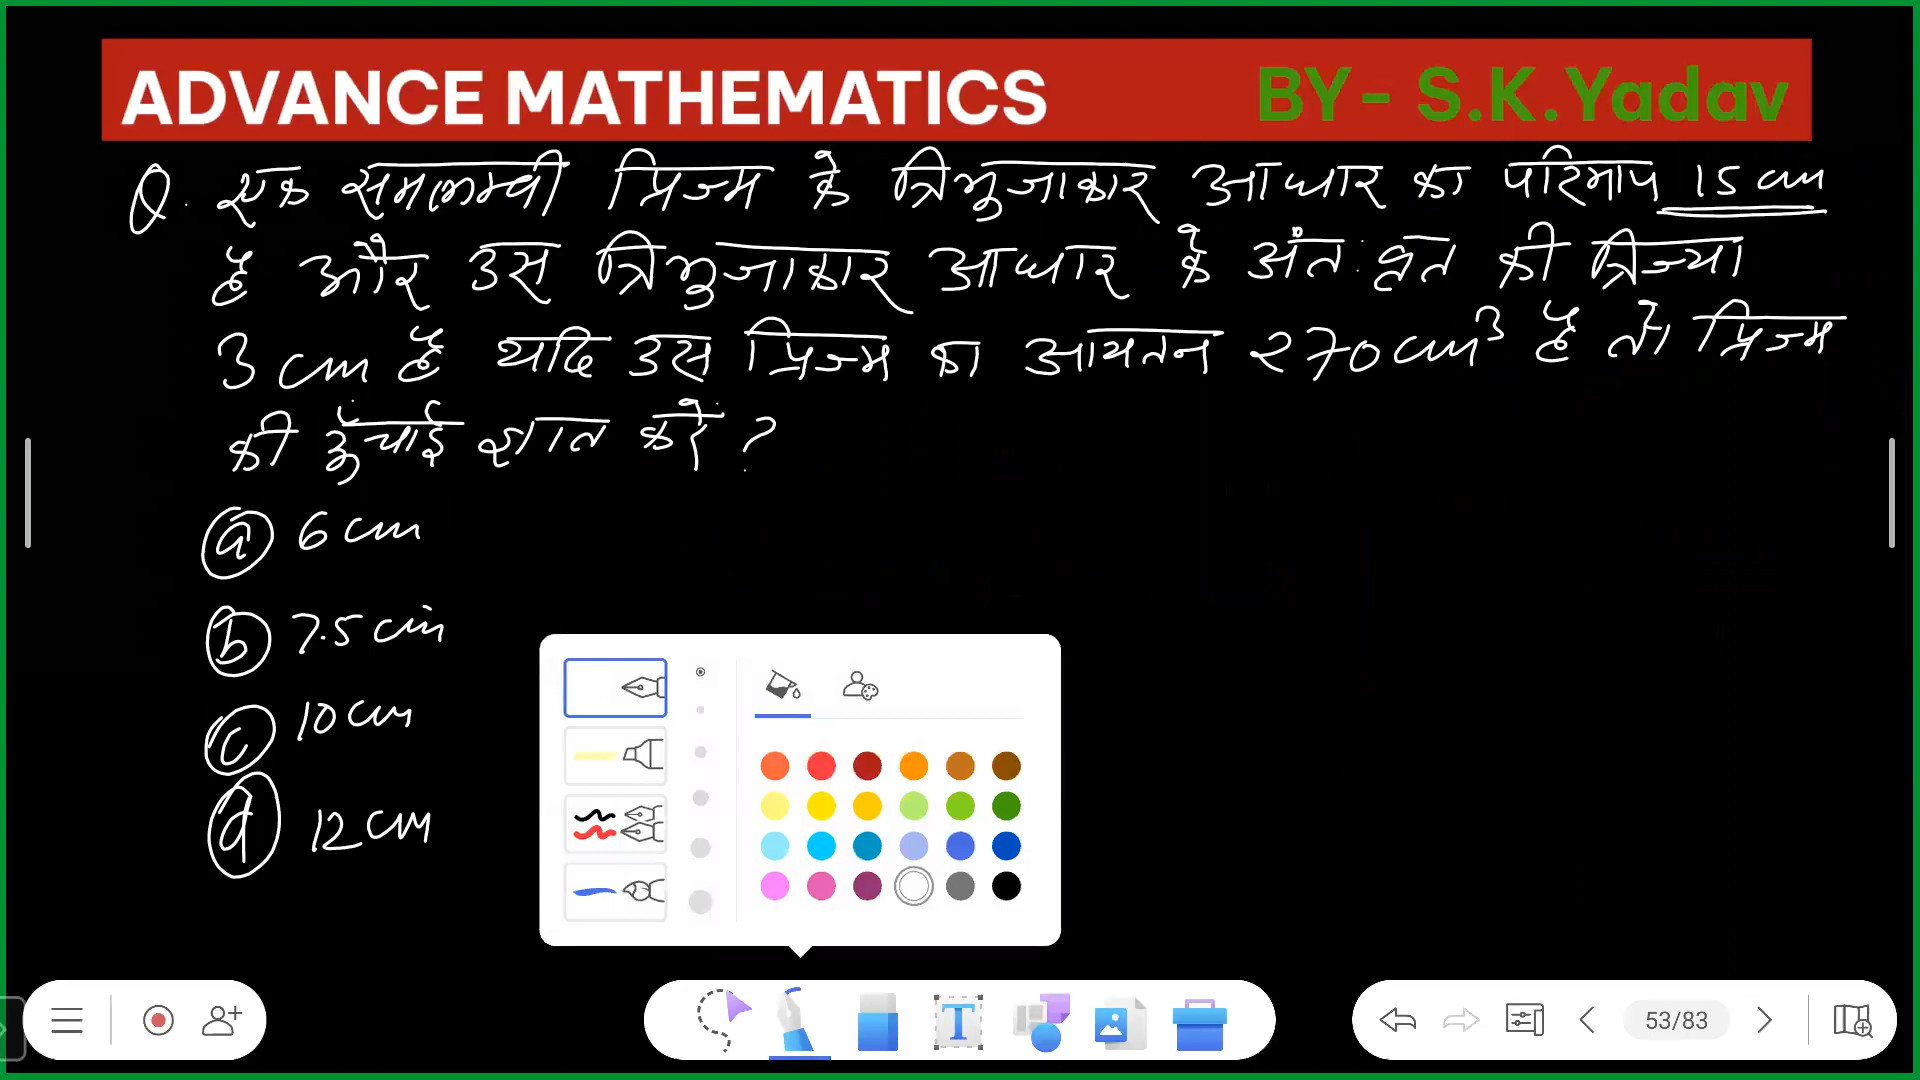 ADVANCE MATHEMATICS BY- S.K.Yadav
Q. एक समलम्बी प्रिज्म के त्रिभुजाकार आधार का परिमाप 15 cm
है और उस त्रिभुजाकार आधार के अंत:वृत की त्रिज्या
3 cm है यदि उस प्रिज्म का आयतन 270 cm³ है तो प्रिज्म
की ऊँचाई ज्ञात करें ?
(a) 6 cm
(b) 7.5 cm
(c) 10 cm
(d) 12 cm
T
53/83